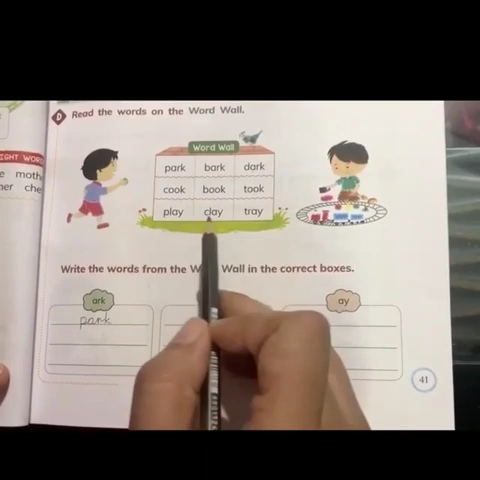 D Read the words on the Word Wall.
IGHT WOR
e moth
her che
Word Wall
park bark dark
cook book took
play clay tray
Write the words from the W Wall in the correct boxes.
ark ay
park
41